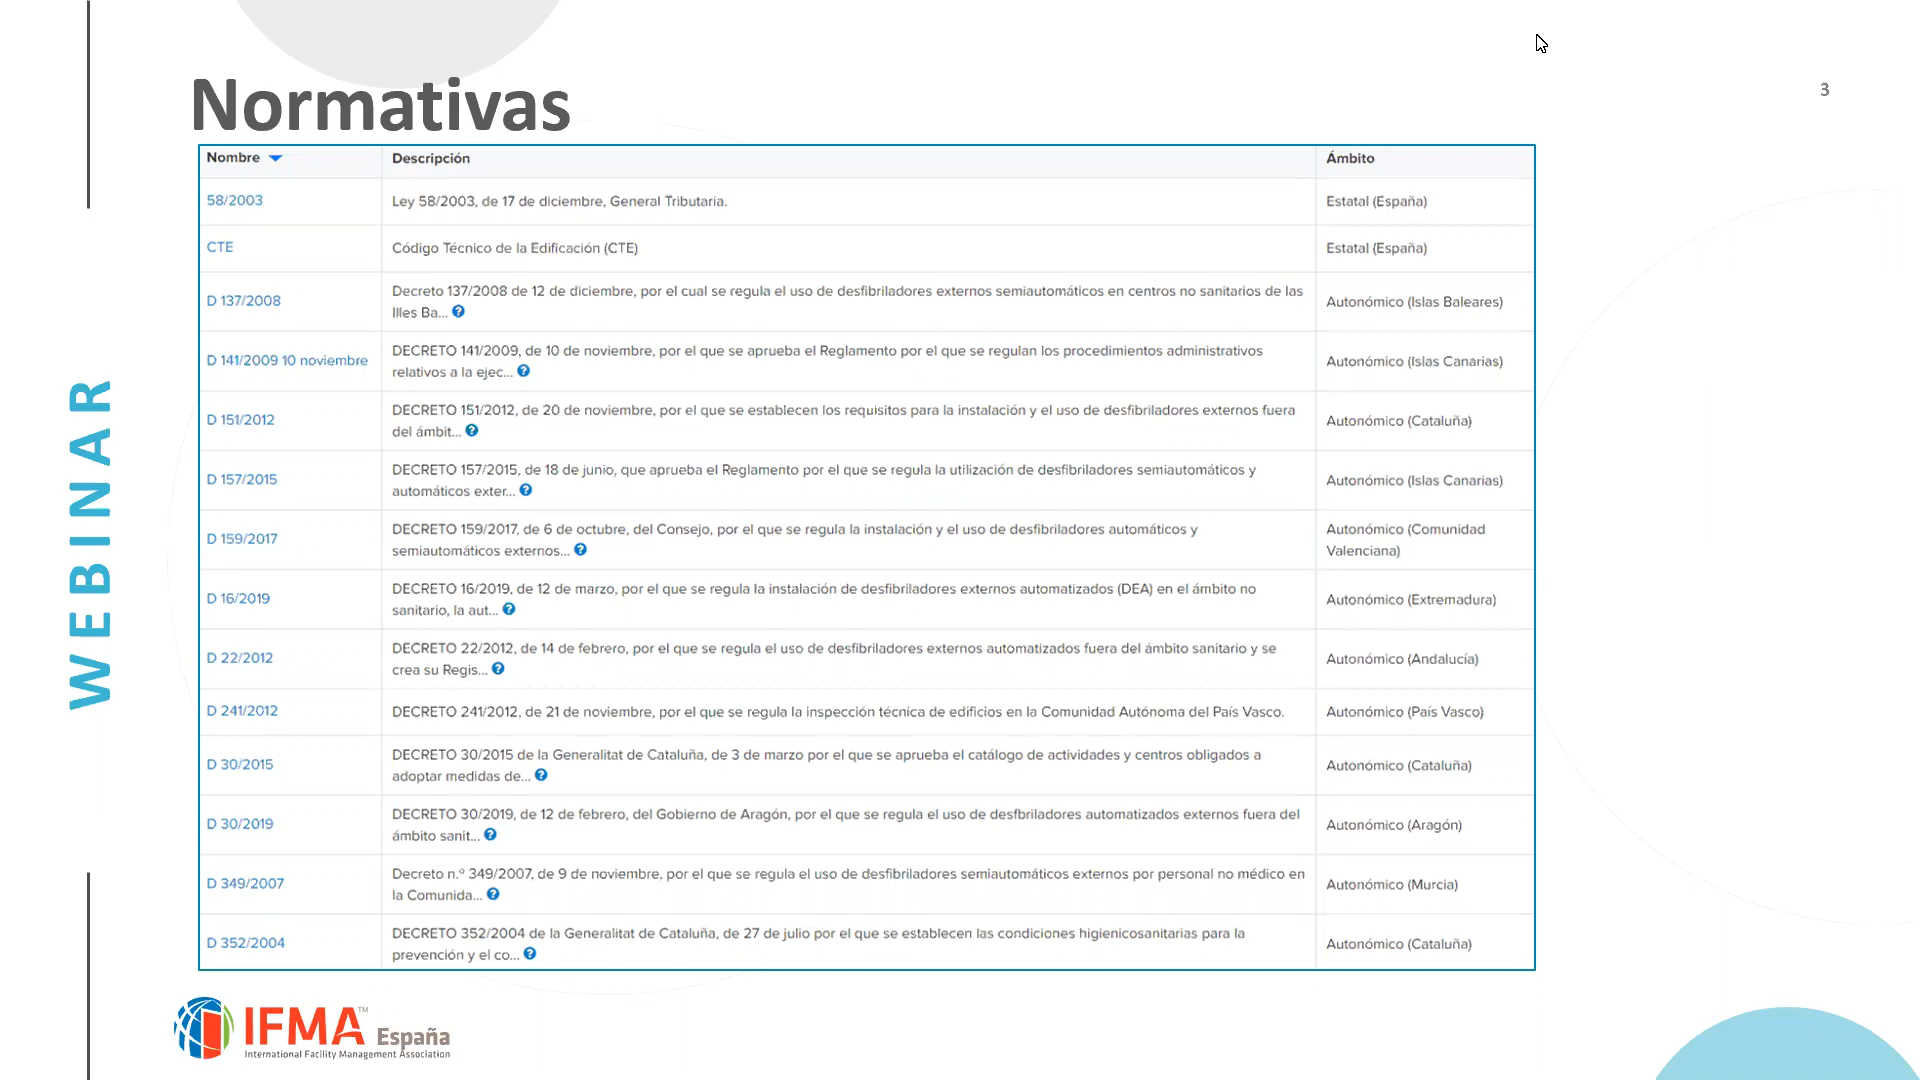 Normativas
3
WEBINAR
Nombre Descripción Ámbito
58/2003 Ley 58/2003, de 17 de diciembre, General Tributaria. Estatal (España)
CTE Código Técnico de la Edificación (CTE) Estatal (España)
D 137/2008 Decreto 137/2008 de 12 de diciembre, por el cual se regula el uso de desfibriladores externos semiautomáticos en centros no sanitarios de las
Illes Ba... Autonómico (Islas Baleares)
D 141/2009 10 noviembre DECRETO 141/2009, de 10 de noviembre, por el que se aprueba el Reglamento por el que se regulan los procedimientos administrativos
relativos a la ejec... Autonómico (Islas Canarias)
D 151/2012 DECRETO 151/2012, de 20 de noviembre, por el que se establecen los requisitos para la instalación y el uso de desfibriladores externos fuera
del ámbit... Autonómico (Cataluña)
D 157/2015 DECRETO 157/2015, de 18 de junio, que aprueba el Reglamento por el que se regula la utilización de desfibriladores semiautomáticos y
automáticos exter... Autonómico (Islas Canarias)
D 159/2017 DECRETO 159/2017, de 6 de octubre, del Consejo, por el que se regula la instalación y el uso de desfibriladores automáticos y
semiautomáticos externos... Autonómico (Comunidad
Valenciana)
D 16/2019 DECRETO 16/2019, de 12 de marzo, por el que se regula la instalación de desfibriladores externos automatizados (DEA) en el ámbito no
sanitario, la aut... Autonómico (Extremadura)
D 22/2012 DECRETO 22/2012, de 14 de febrero, por el que se regula el uso de desfibriladores externos automatizados fuera del ámbito sanitario y se
crea su Regis... Autonómico (Andalucía)
D 241/2012 DECRETO 241/2012, de 21 de noviembre, por el que se regula la inspección técnica de edificios en la Comunidad Autónoma del País Vasco. Autonómico (País Vasco)
D 30/2015 DECRETO 30/2015 de la Generalitat de Cataluña, de 3 de marzo por el que se aprueba el catálogo de actividades y centros obligados a
adoptar medidas de... Autonómico (Cataluña)
D 30/2019 DECRETO 30/2019, de 12 de febrero, del Gobierno de Aragón, por el que se regula el uso de desfbriladores automatizados externos fuera del
ámbito sanit... Autonómico (Aragón)
D 349/2007 Decreto n.º 349/2007, de 9 de noviembre, por el que se regula el uso de desfibriladores semiautomáticos externos por personal no médico en
la Comunida... Autonómico (Murcia)
D 352/2004 DECRETO 352/2004 de la Generalitat de Cataluña, de 27 de julio por el que se establecen las condiciones higienicosanitarias para la
prevención y el co... Autonómico (Cataluña)
IFMA™ España
International Facility Management Association